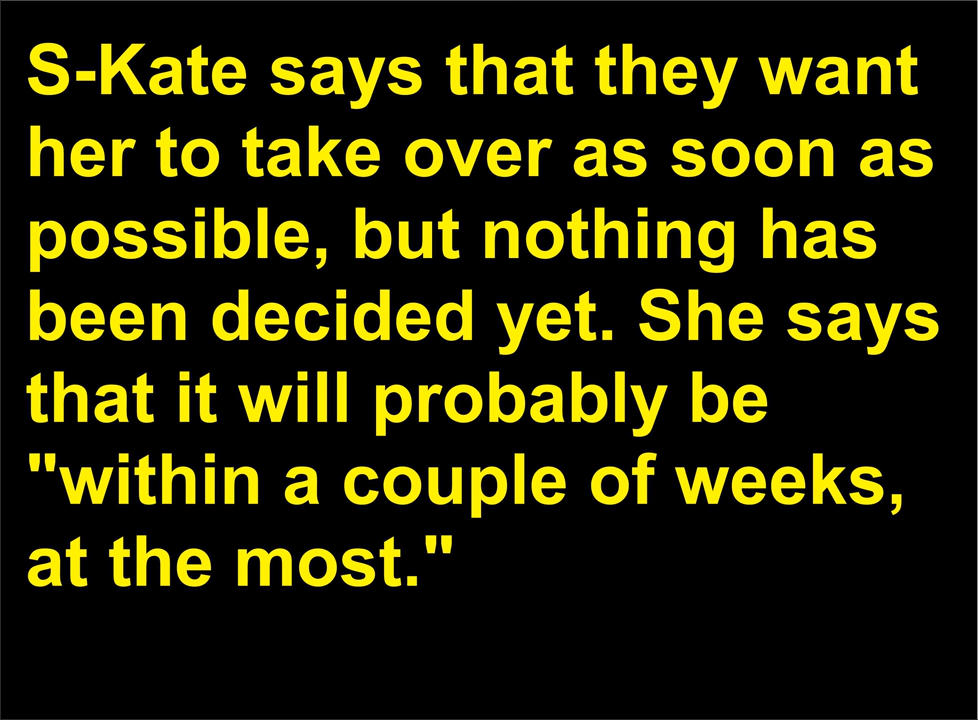 S-Kate says that they want
her to take over as soon as
possible, but nothing has
been decided yet. She says
that it will probably be
"within a couple of weeks,
at the most."